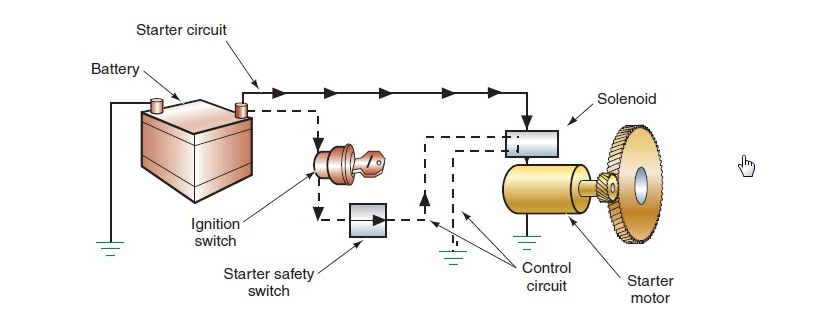 Starter circuit
Battery
Solenoid
Ignition
switch
Starter safety
switch
Control
circuit
Starter
motor